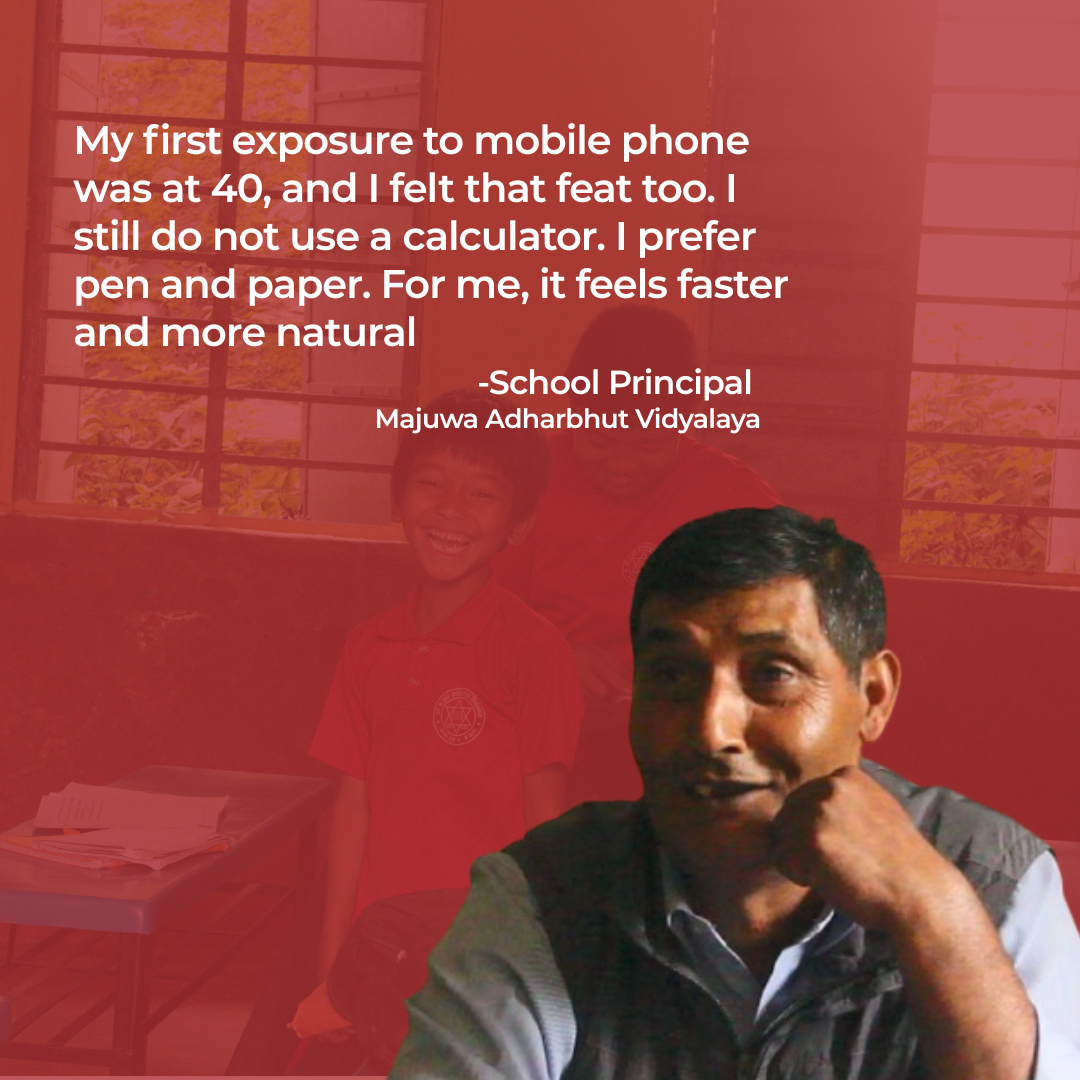 My first exposure to mobile phone
was at 40, and I felt that feat too. I
still do not use a calculator. I prefer
pen and paper. For me, it feels faster
and more natural
-School Principal
Majuwa Adharbhut Vidyalaya